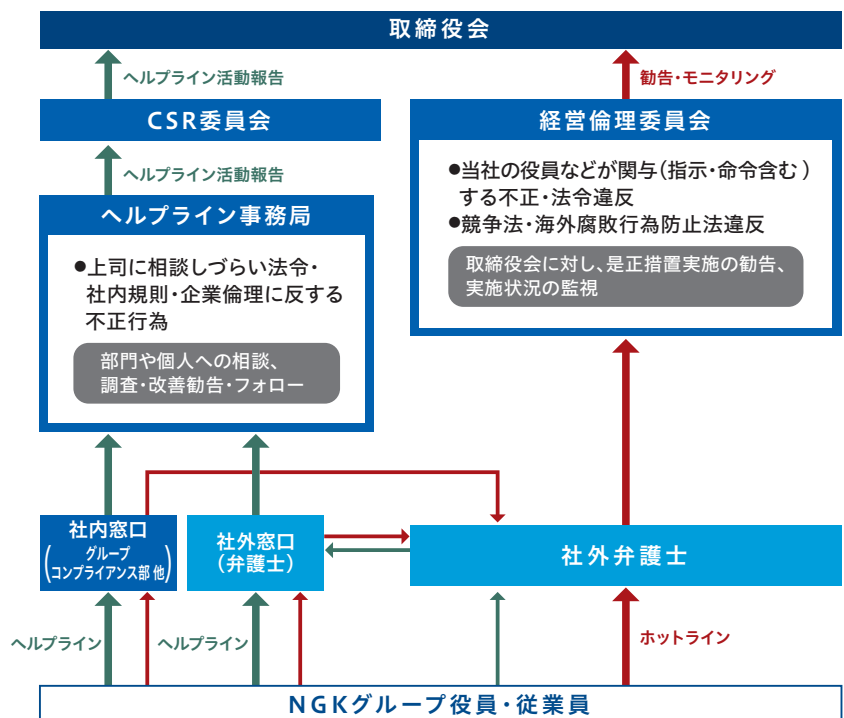 取締役会
ヘルプライン活動報告
勧告・モニタリング
CSR委員会
経営倫理委員会
ヘルプライン活動報告
●当社の役員などが関与(指示・命令含む)
する不正・法令違反
●競争法・海外腐敗行為防止法違反
取締役会に対し、是正措置実施の勧告、
実施状況の監視
ヘルプライン事務局
●上司に相談しづらい法令・
社内規則・企業倫理に反する
不正行為
部門や個人への相談、
調査・改善勧告・フォロー
社内窓口
(グループ
コンプライアンス部 他)
社外窓口
(弁護士)
社外弁護士
ヘルプライン
ヘルプライン
ホットライン
NGKグループ役員・従業員